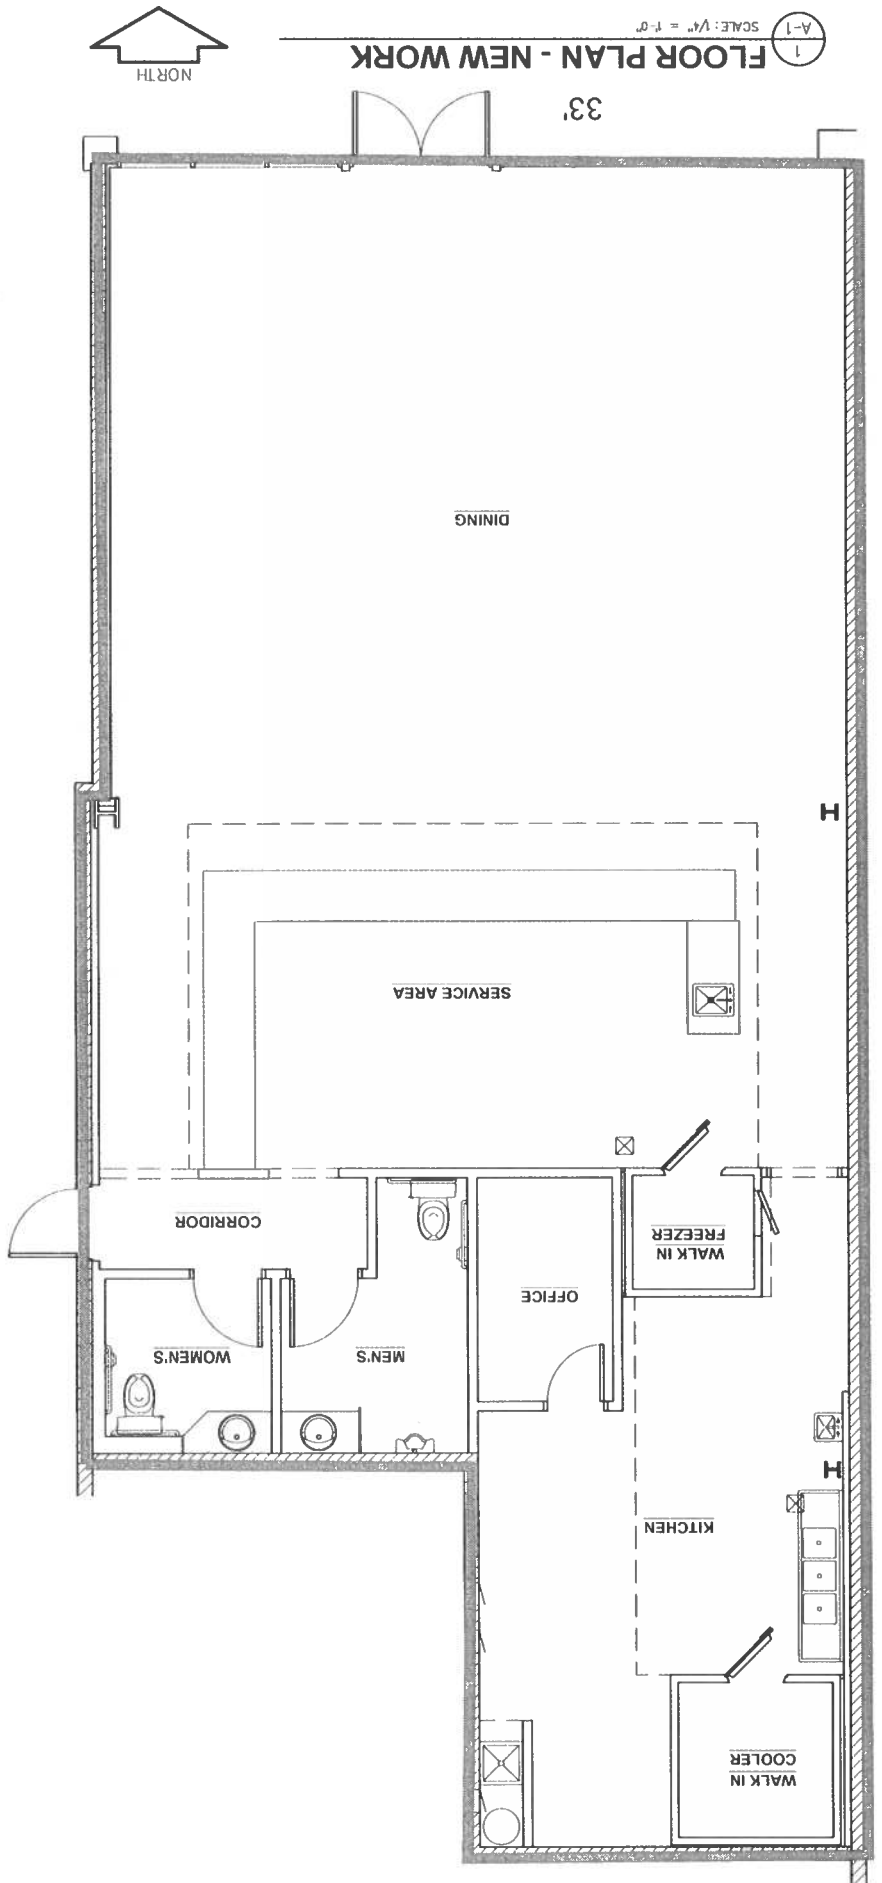 WALK IN
COOLER
KITCHEN
H
OFFICE
MEN'S
WOMEN'S
WALK IN
FREEZER
CORRIDOR
SERVICE AREA
H
DINING
33'
1
A-1
FLOOR PLAN - NEW WORK
SCALE: 1/4" = 1'-0"
NORTH